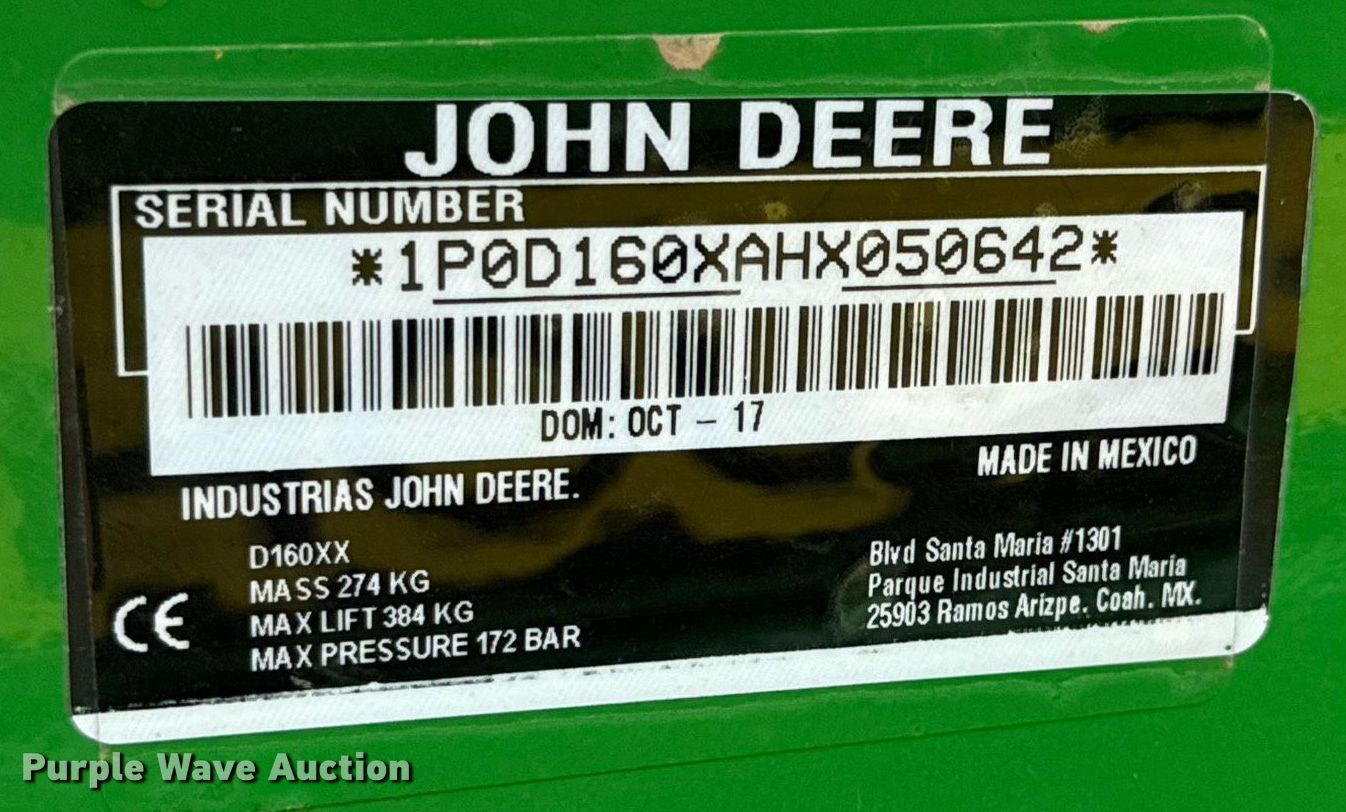 JOHN DEERE
SERIAL NUMBER
*1P0D160XAHX050642*
DOM: OCT - 17
INDUSTRIAS JOHN DEERE.
MADE IN MEXICO
D160XX
MASS 274 KG
MAX LIFT 384 KG
MAX PRESSURE 172 BAR
CE
Blvd Santa Maria #1301
Parque Industrial Santa Maria
25903 Ramos Arizpe. Coah. MX.
Purple Wave Auction